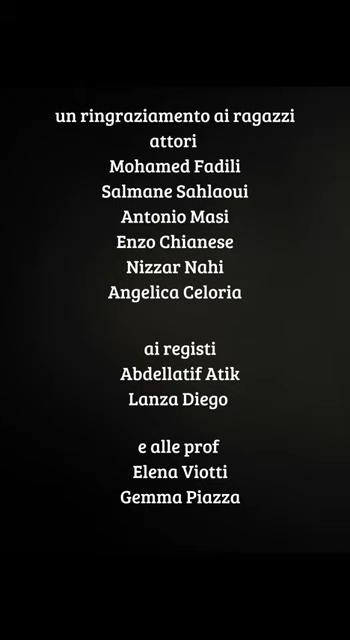 un ringraziamento ai ragazzi
attori
Mohamed Fadili
Salmane Sahlaoui
Antonio Masi
Enzo Chianese
Nizzar Nahi
Angelica Celoria
ai registi
Abdellatif Atik
Lanza Diego
e alle prof
Elena Viotti
Gemma Piazza